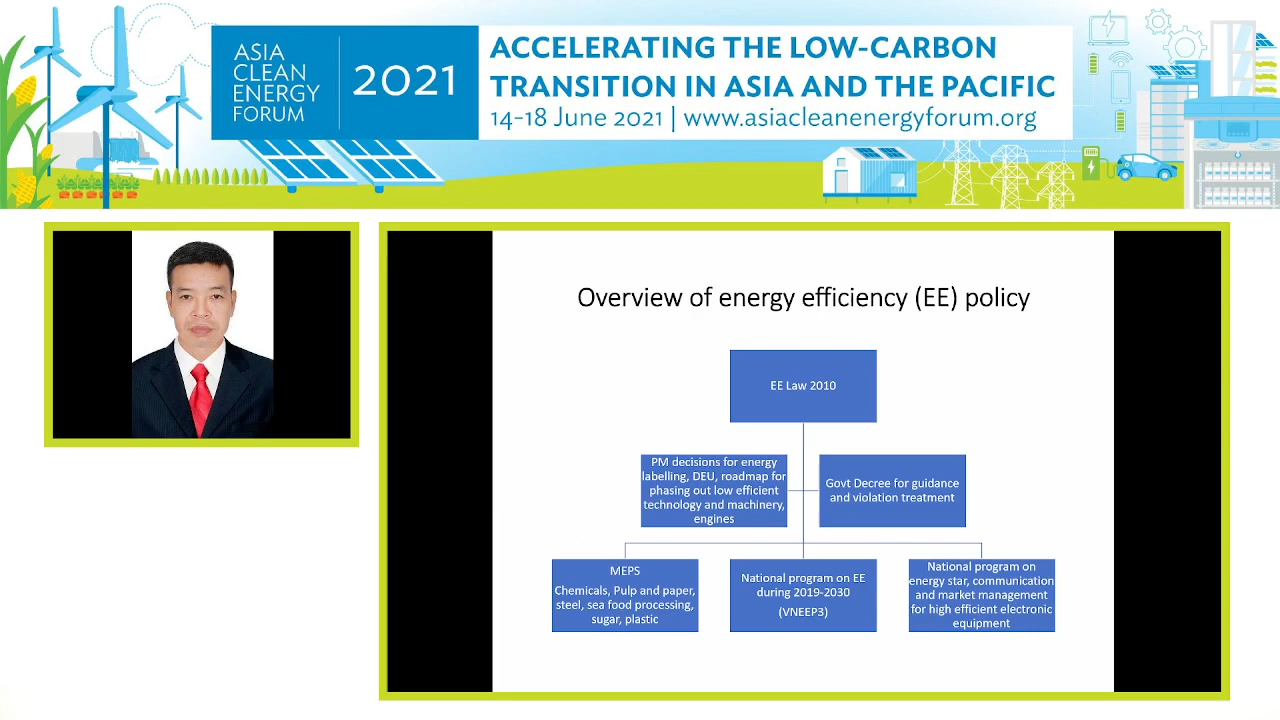 ASIA
CLEAN
ENERGY
FORUM
2021
ACCELERATING THE LOW-CARBON
TRANSITION IN ASIA AND THE PACIFIC
14-18 June 2021 | www.asiacleanenergyforum.org
Overview of energy efficiency (EE) policy
EE Law 2010
PM decisions for energy
labelling, DEU, roadmap for
phasing out low efficient
technology and machinery,
engines
Govt Decree for guidance
and violation treatment
MEPS
Chemicals, Pulp and paper,
steel, sea food processing,
sugar, plastic
National program on EE
during 2019-2030
(VNEEP3)
National program on
energy star, communication
and market management
for high efficient electronic
equipment